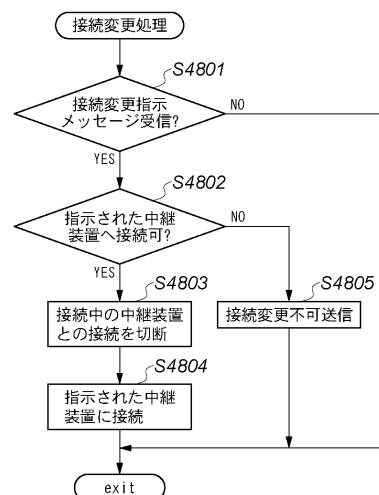 接続変更処理
S4801
接続変更指示
メッセージ受信?
NO
YES
S4802
指示された中継
装置へ接続可?
NO
YES
S4803
接続中の中継装置
との接続を切断
S4805
接続変更不可送信
S4804
指示された中継
装置に接続
exit